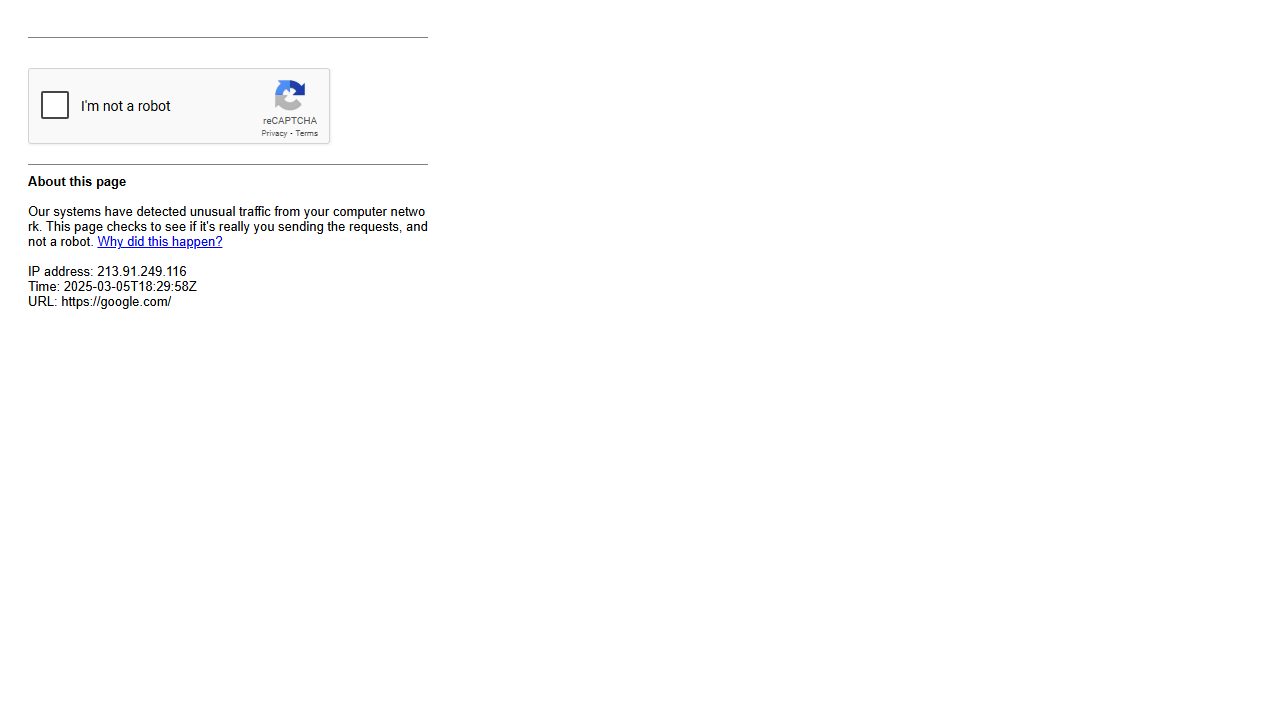 I'm not a robot
reCAPTCHA
Privacy - Terms
About this page
Our systems have detected unusual traffic from your computer netwo
rk. This page checks to see if it's really you sending the requests, and
not a robot. Why did this happen?
IP address: 213.91.249.116
Time: 2025-03-05T18:29:58Z
URL: https://google.com/